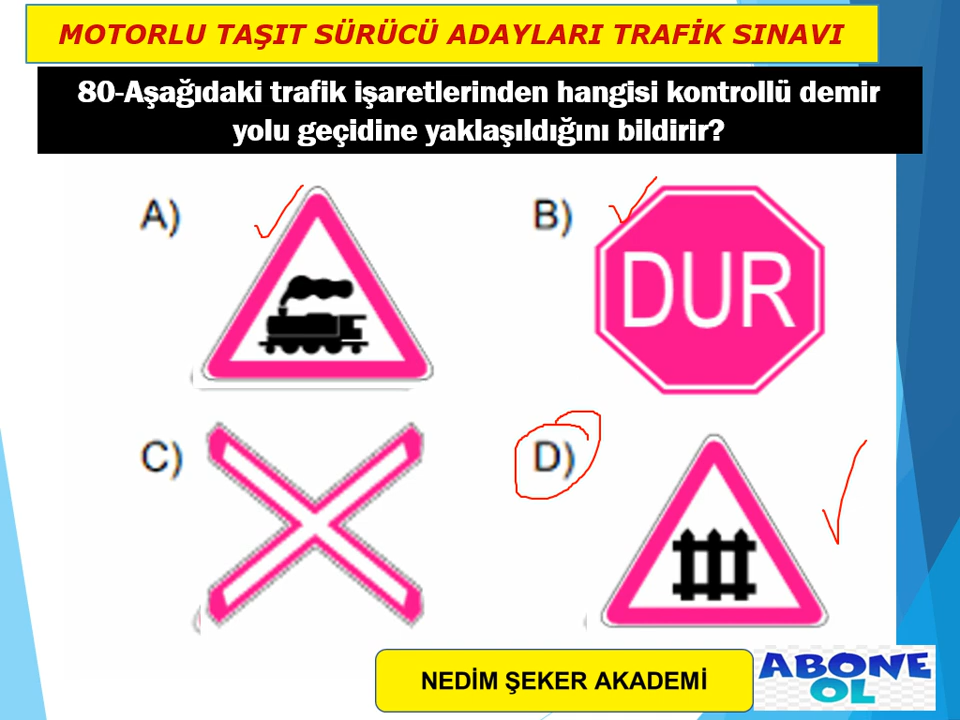 MOTORLU TAŞIT SÜRÜCÜ ADAYLARI TRAFİK SINAVI
80-Aşağıdaki trafik işaretlerinden hangisi kontrollü demir
yolu geçidine yaklaşıldığını bildirir?
A)
B)
DUR
C)
D)
NEDİM ŞEKER AKADEMİ
ABONE
OL